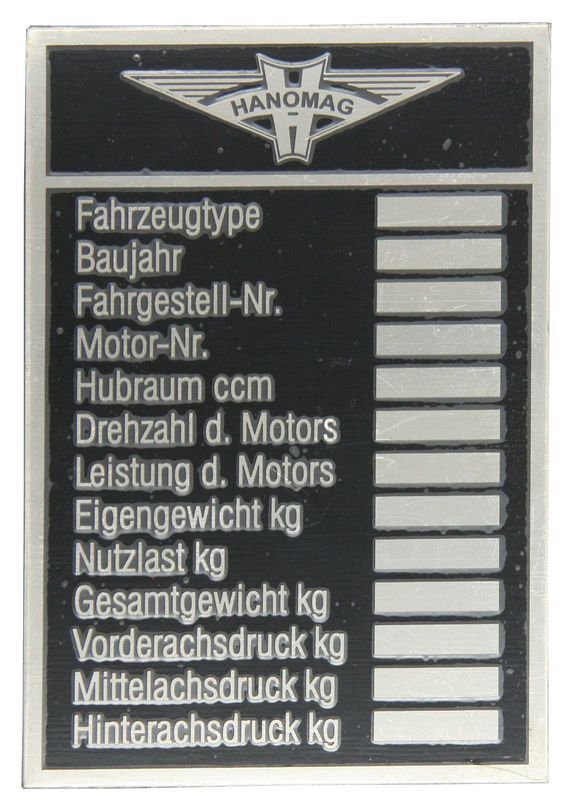 HANOMAG
Fahrzeugtype
Baujahr
Fahrgestell-Nr.
Motor-Nr.
Hubraum ccm
Drehzahl d. Motors
Leistung d. Motors
Eigengewicht kg
Nutzlast kg
Gesamtgewicht kg
Vorderachsdruck kg
Mittelachsdruck kg
Hinterachsdruck kg